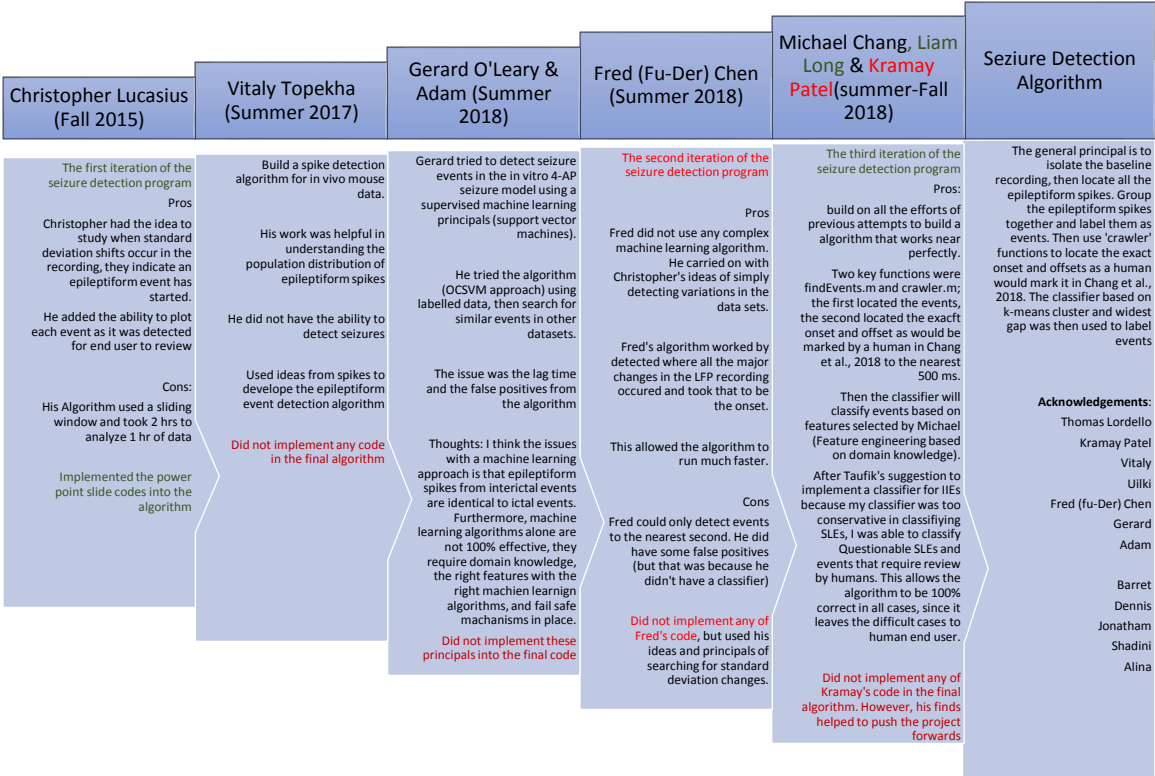 Christopher Lucasius
(Fall 2015)
The first iteration of the
seizure detection program
Pros
Christopher had the idea to
study when standard
deviation shifts occur in the
recording, they indicate an
epileptiform event has
started.
He added the ability to plot
each event as it was detected
for end user to review
Cons:
His Algorithm used a sliding
window and took 2 hrs to
analyze 1 hr of data
Implemented the power
point slide codes into the
algorithm
Vitaly Topekha
(Summer 2017)
Build a spike detection
algorithm for in vivo mouse
data.
His work was helpful in
understanding the
population distribution of
epileptiform spikes
He did not have the ability to
detect seizures
Used ideas from spikes to
develope the epileptiform
event detection algorithm
Did not implement any code
in the final algorithm
Gerard O'Leary &
Adam (Summer
2018)
Gerard tried to detect seizure
events in the in vitro 4-AP
seizure model using a
supervised machine learning
principals (support vector
machines).
He tried the algorithm
(OCSVM approach) using
labelled data, then search for
similar events in other
datasets.
The issue was the lag time
and the false positives from
the algorithm
Thoughts: I think the issues
with a machine learning
approach is that epileptiform
spikes from interictal events
are identical to ictal events.
Furthermore, machine
learning algorithms alone are
not 100% effective, they
require domain knowledge,
the right features with the
right machien learnign
algorithms, and fail safe
machanisms in place.
Did not implement these
principals into the final code
Fred (Fu-Der) Chen
(Summer 2018)
The second iteration of the
seizure detection program
Pros
Fred did not use any complex
machine learning algorithm.
He carried on with
Christopher's ideas of simply
detecting variations in the
data sets.
Fred's algorithm worked by
detected where all the major
changes in the LFP recording
occured and took that to be
the onset.
This allowed the algorithm to
run much faster.
Cons
Fred could only detect events
to the nearest second. He did
have some false positives
(but that was because he
didn't have a classifier)
Did not implement any of
Fred's code, but used his
ideas and principals of
searching for standard
deviation changes.
Michael Chang, Liam
Long & Kramay
Patel(summer-Fall
2018)
The third iteration of the
seizure detection program
Pros:
build on all the efforts of
previous attempts to build a
algorithm that works near
perfectly.
Two key functions were
findEvents.m and crawler.m;
the first located the events,
the second located the exacft
onset and offset as would be
marked by a human in Chang
et al., 2018 to the nearest
500 ms.
Then the classifier will
classify events based on
features selected by Michael
(Feature engineering based
on domain knowledge).
After Taufik's suggestion to
implement a classifier for IIEs
because my classifier was too
conservative in classifiying
SLEs, I was able to classify
Questionable SLEs and
events that require review
by humans. This allows the
algorithm to be 100%
correct in all cases, since it
leaves the difficult cases to
human end user.
Did not implement any of
Kramay's code in the final
algorithm. However, his finds
helped to push the project
forwards
Seziure Detection
Algorithm
The general principal is to
isolate the baseline
recording, then locate all the
epileptiform spikes. Group
the epileptiform spikes
together and label them as
events. Then use 'crawler'
functions to locate the exact
onset and offsets as a human
would mark it in Chang et al.,
2018. The classifier based on
k-means cluster and widest
gap was then used to label
events
Acknowledgements:
Thomas Lordello
Kramay Patel
Vitaly
Uilki
Fred (fu-Der) Chen
Gerard
Adam
Barret
Dennis
Jonatham
Shadini
Alina